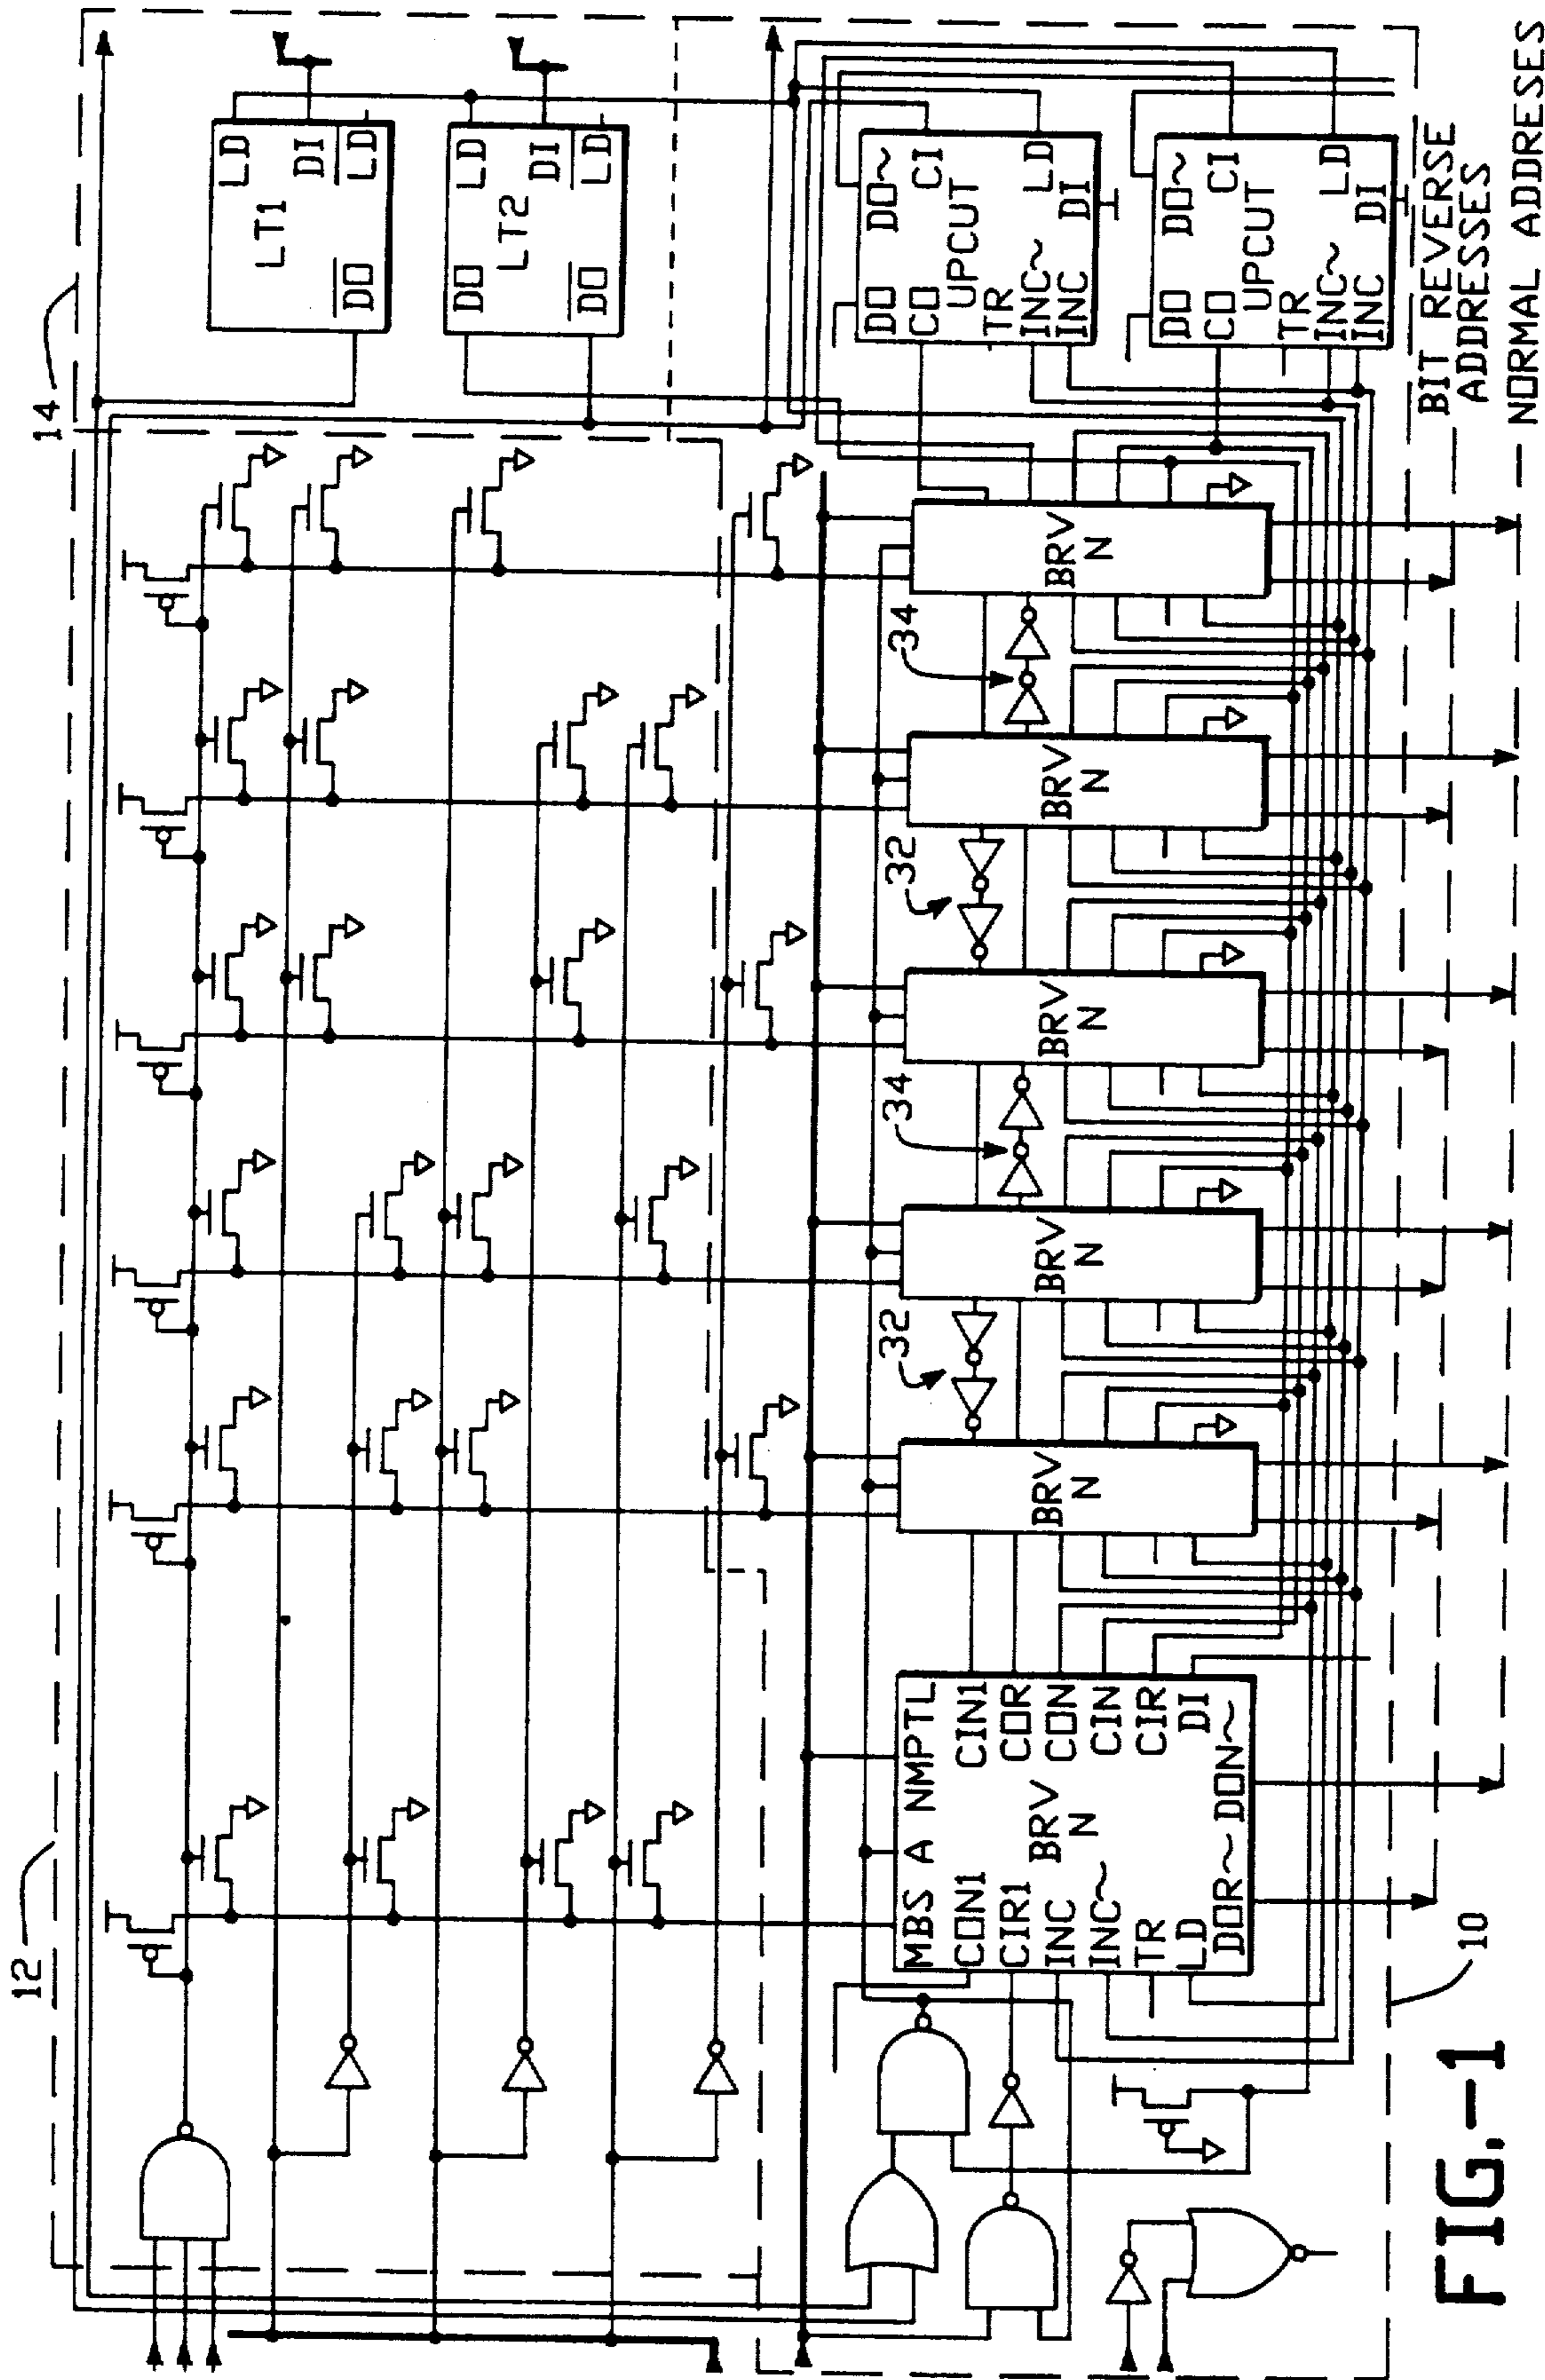 12
14
LD
LT1
DI
LD
DO
LD
DO
LT2
DI
LD
DO
DO
DO~
CO
CI
UPCUT
TR
INC~
LD
INC
DI
DO
DO~
CO
CI
UPCUT
TR
INC~
LD
INC
DI
32
34
32
34
MBS A NMPTL
CON1
CIN1
CIR1
COR
INC
CON
BRV
N
INC~
CIN
TR
CIR
LD
DI
DOR~
DON~
BRV
N
BRV
N
BRV
N
BRV
N
BRV
N
10
BIT REVERSE
ADDRESSES
NORMAL ADDRESSES
FIG.-1